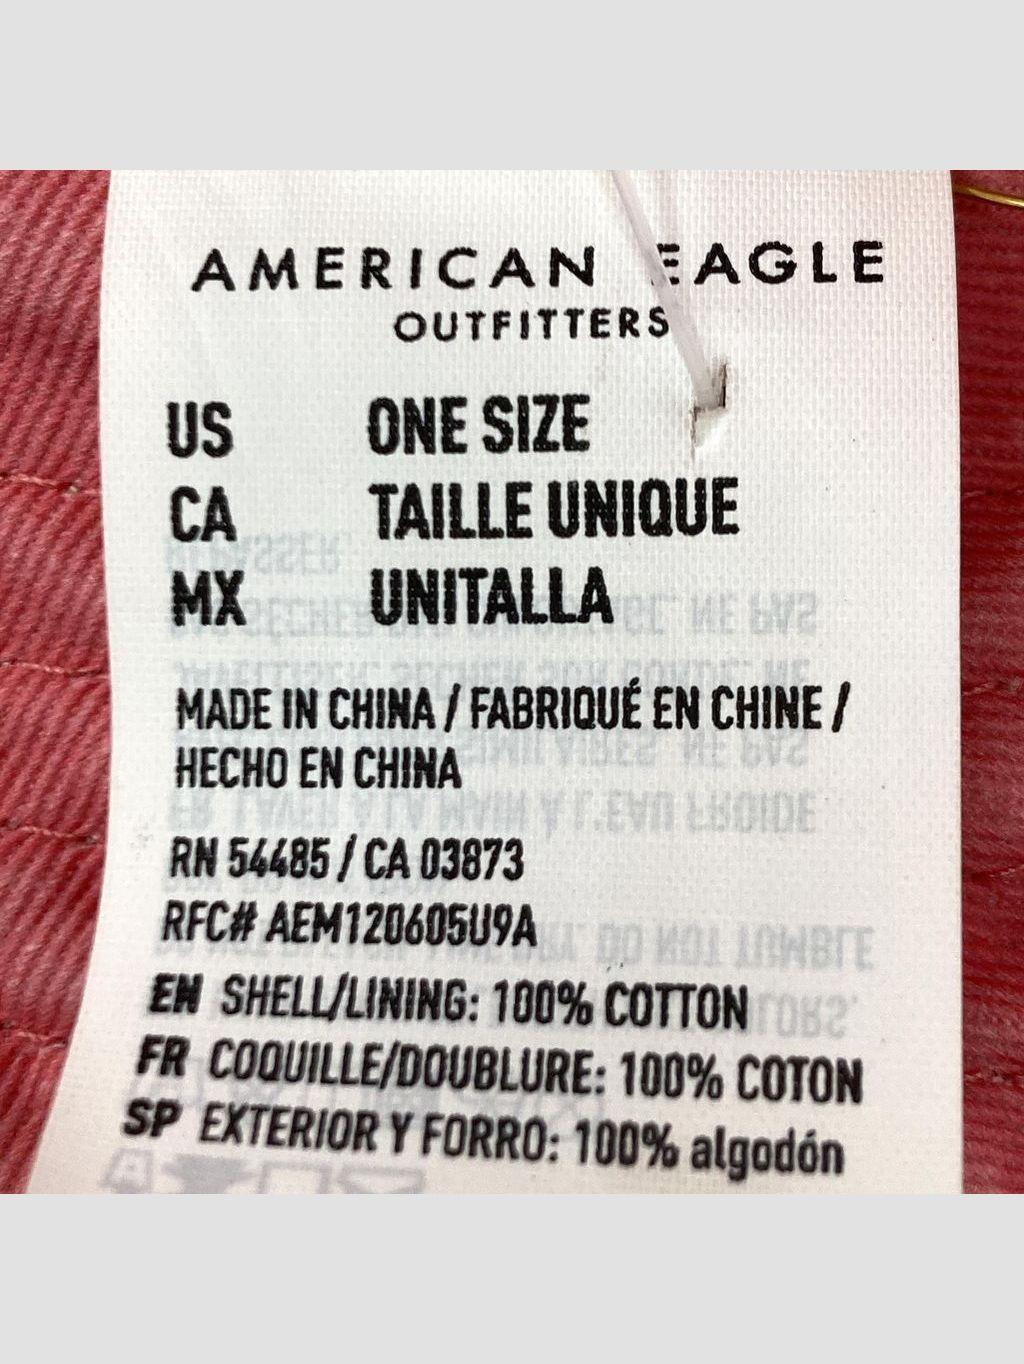 AMERICAN EAGLE
OUTFITTERS
US ONE SIZE
CA TAILLE UNIQUE
MX UNITALLA
MADE IN CHINA / FABRIQUÉ EN CHINE /
HECHO EN CHINA
RN 54485 / CA 03873
RFC# AEM120605U9A
EN SHELL/LINING: 100% COTTON
FR COQUILLE/DOUBLURE: 100% COTON
SP EXTERIOR Y FORRO: 100% algodón